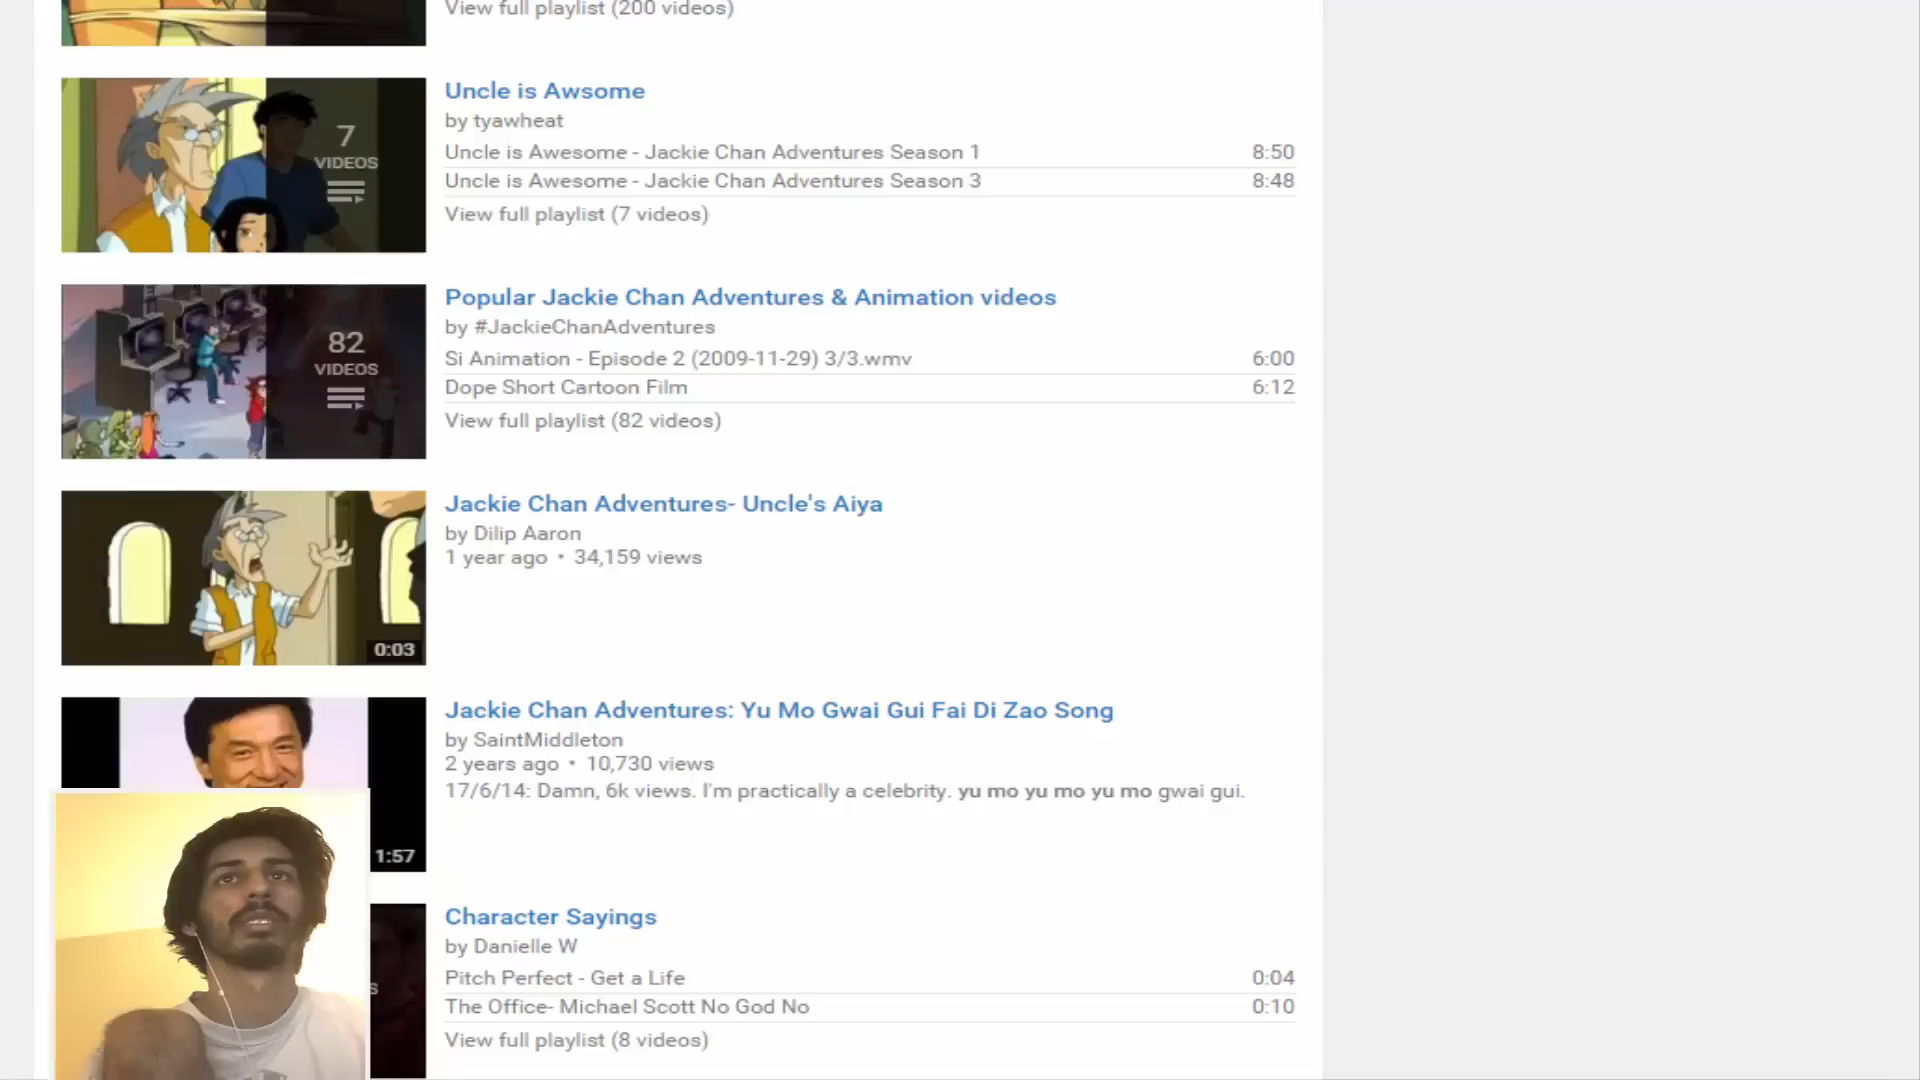 View full playlist (200 videos)
Uncle is Awsome
by tyawheat
7
VIDEOS
Uncle is Awesome - Jackie Chan Adventures Season 1 8:50
Uncle is Awesome - Jackie Chan Adventures Season 3 8:48
View full playlist (7 videos)
Popular Jackie Chan Adventures & Animation videos
by #JackieChanAdventures
82
VIDEOS
Si Animation - Episode 2 (2009-11-29) 3/3.wmv 6:00
Dope Short Cartoon Film 6:12
View full playlist (82 videos)
Jackie Chan Adventures- Uncle's Aiya
by Dilip Aaron
1 year ago • 34,159 views
0:03
Jackie Chan Adventures: Yu Mo Gwai Gui Fai Di Zao Song
by SaintMiddleton
2 years ago • 10,730 views
17/6/14: Damn, 6k views. I'm practically a celebrity. yu mo yu mo yu mo gwai gui.
1:57
Character Sayings
by Danielle W
Pitch Perfect - Get a Life 0:04
S
The Office- Michael Scott No God No 0:10
View full playlist (8 videos)